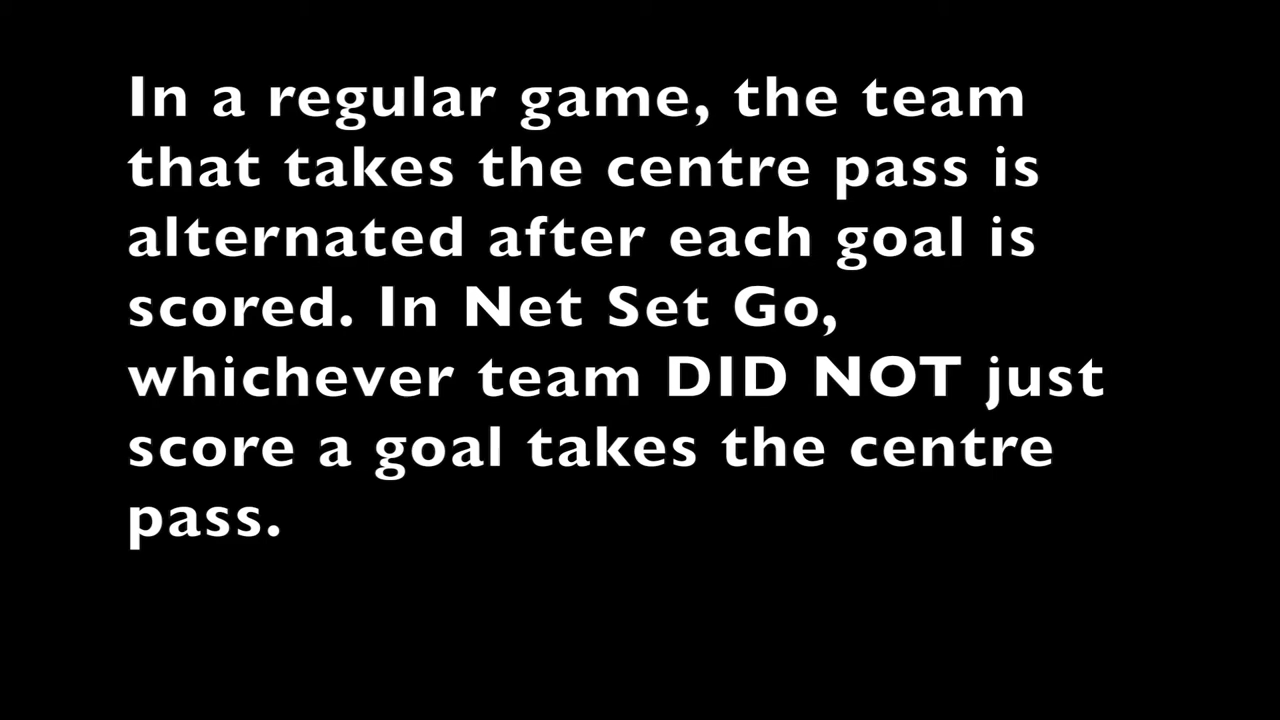 In a regular game, the team
that takes the centre pass is
alternated after each goal is
scored. In Net Set Go,
whichever team DID NOT just
score a goal takes the centre
pass.